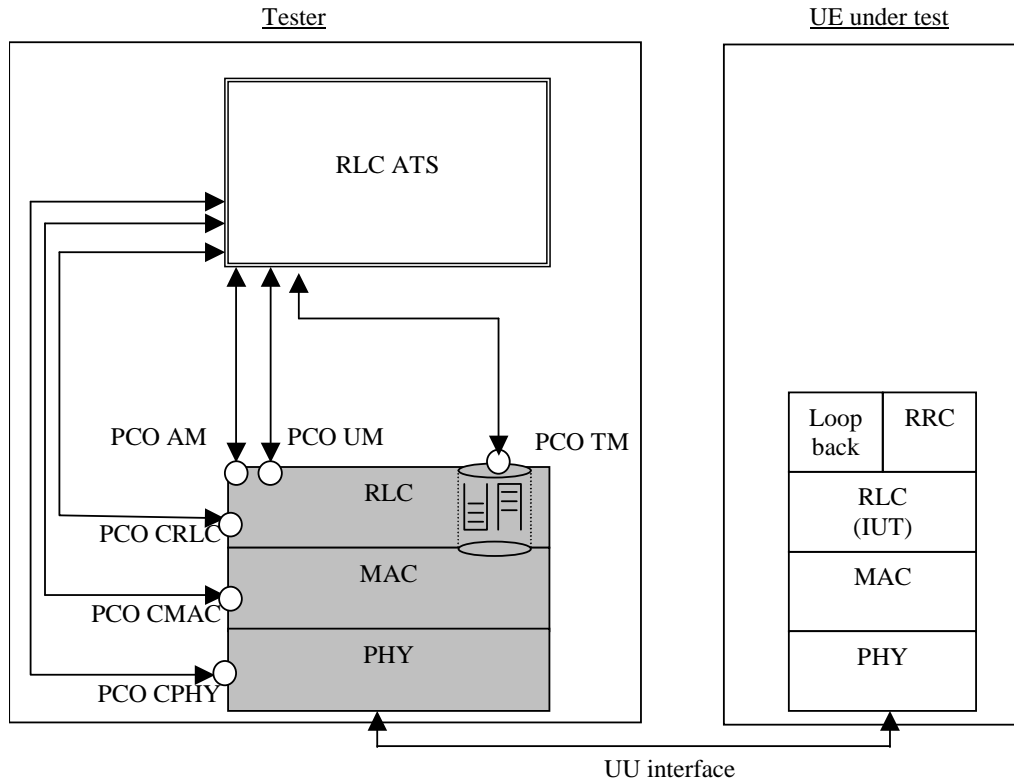 Tester
UE under test
RLC ATS
PCO AM
PCO UM
PCO TM
Loop
back
RRC
RLC
RLC
(IUT)
PCO CRLC
MAC
MAC
PCO CMAC
PHY
PHY
PCO CPHY
UU interface